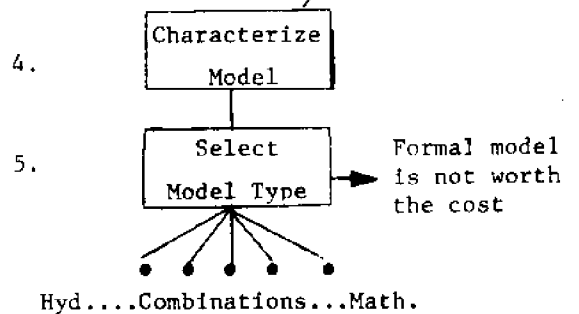 4.
Characterize
Model
5.
Select
Model Type
Formal model
is not worth
the cost
Hyd....Combinations...Math.